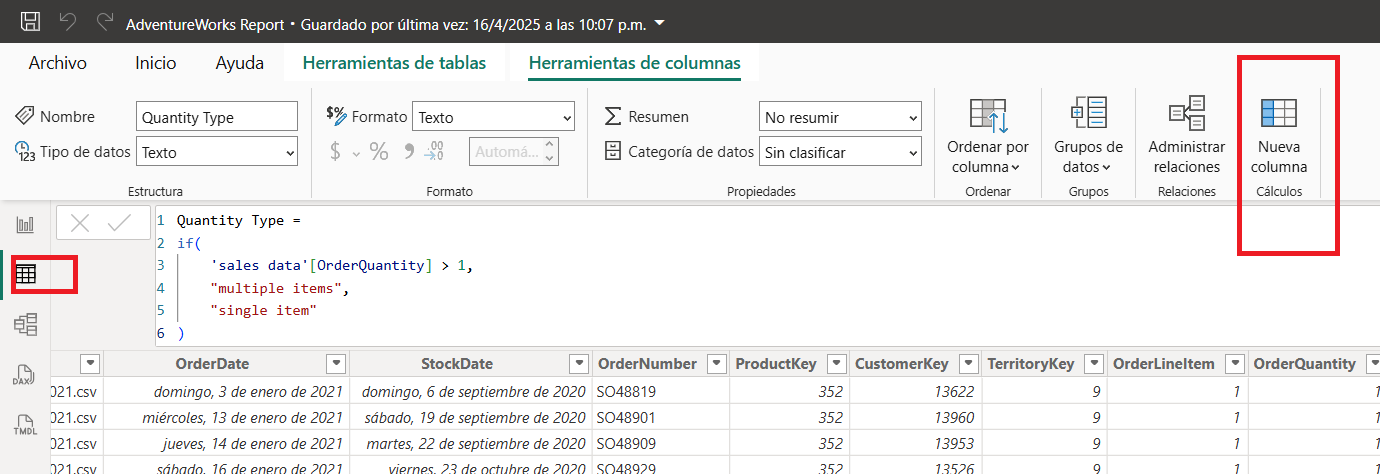 AdventureWorks Report • Guardado por última vez: 16/4/2025 a las 10:07 p.m.
Archivo Inicio Ayuda Herramientas de tablas Herramientas de columnas
Nombre Quantity Type
Tipo de datos Texto
Estructura
Formato Texto
$ % 9 .00 →0 Automá...
Formato
Resumen No resumir
Categoría de datos Sin clasificar
Propiedades
Ordenar por
columna
Ordenar
Grupos de
datos
Grupos
Administrar
relaciones
Relaciones
Nueva
columna
Cálculos
1 Quantity Type =
2 if(
3 'sales data'[OrderQuantity] > 1,
4 "multiple items",
5 "single item"
6 )
DAX
TMDL
OrderDate StockDate OrderNumber ProductKey CustomerKey TerritoryKey OrderLineItem OrderQuantity
021.csv domingo, 3 de enero de 2021 domingo, 6 de septiembre de 2020 SO48819 352 13622 9 1 1
021.csv miércoles, 13 de enero de 2021 sábado, 19 de septiembre de 2020 SO48901 352 13960 9 1 1
021.csv jueves, 14 de enero de 2021 martes, 22 de septiembre de 2020 SO48909 352 13953 9 1 1
021.csv sábado, 16 de enero de 2021 viernes, 23 de octubre de 2020 SO48929 352 13526 9 1 1